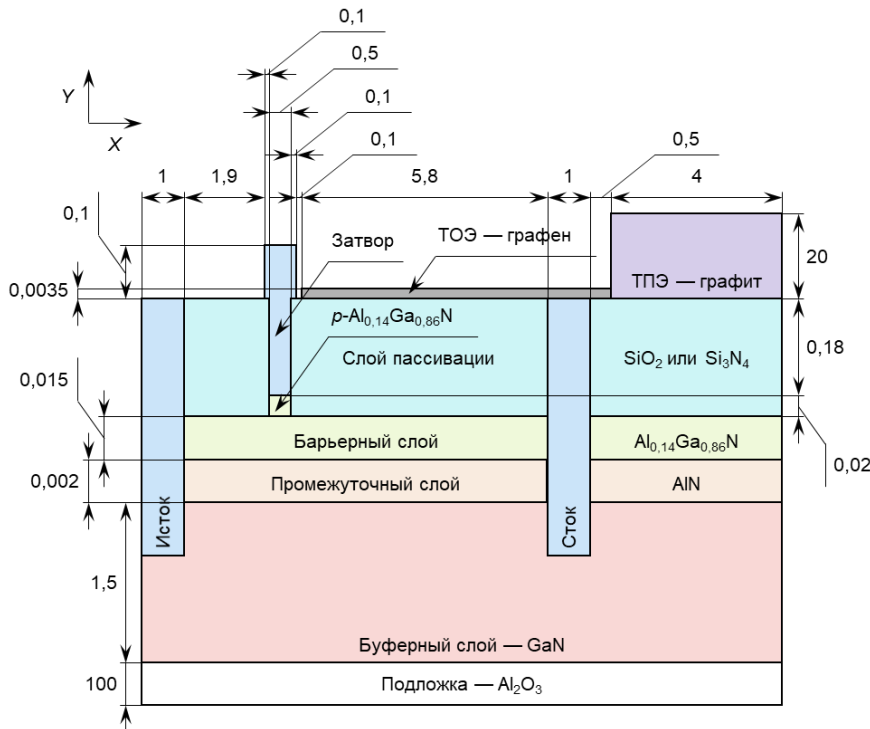 0,1
0,5
0,1
0,1
0,5
Y
X
1
1,9
5,8
1
4
0,1
Затвор
ТОЭ — графен
20
ТПЭ — графит
0,0035
p-Al0,14Ga0,86N
Слой пассивации
SiO2 или Si3N4
0,18
0,015
Барьерный слой
Al0,14Ga0,86N
0,02
0,002
Промежуточный слой
AlN
Исток
Сток
1,5
Буферный слой — GaN
100
Подложка — Al2O3